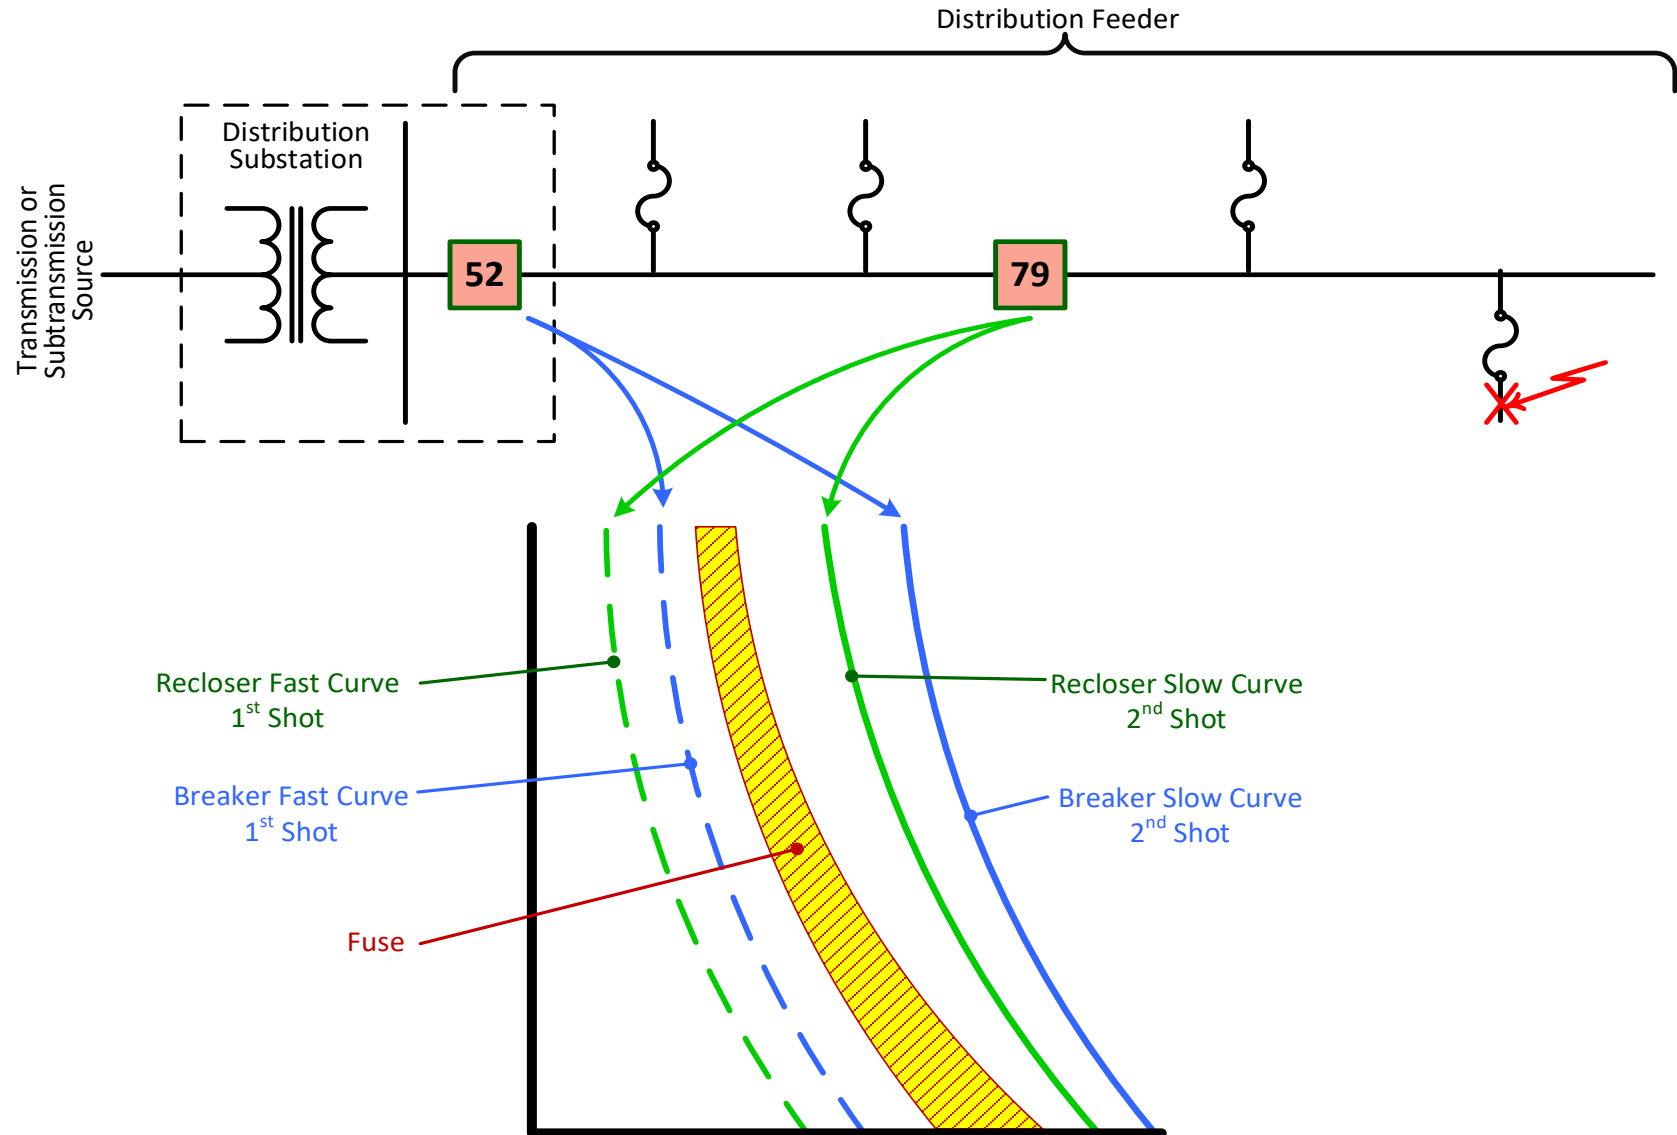 Distribution Feeder
Distribution
Substation
Transmission or
Subtransmission
Source
52
79
Recloser Fast Curve
1st Shot
Recloser Slow Curve
2nd Shot
Breaker Fast Curve
1st Shot
Breaker Slow Curve
2nd Shot
Fuse